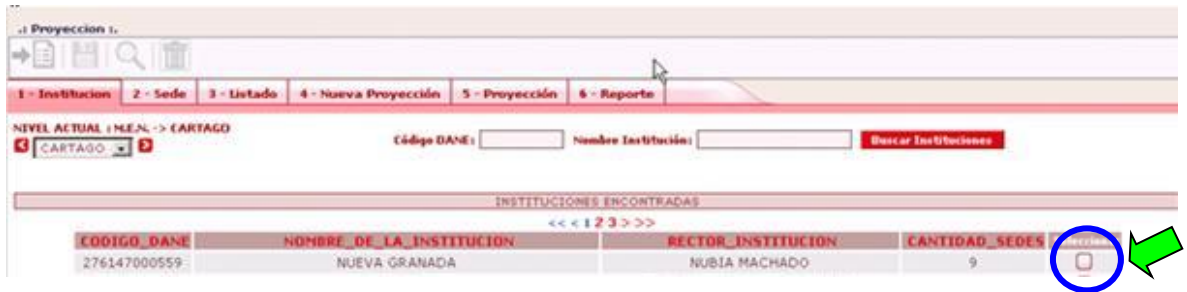 .: Proyeccion :.
1 - Institucion 2 - Sede 3 - Listado 4 - Nueva Proyección 5 - Proyección 6 - Reporte
NIVEL ACTUAL : M.E.N. -> CARTAGO
CARTAGO Código DANE: Nombre Institución: Buscar Instituciones
INSTITUCIONES ENCONTRADAS
<< < 1 2 3 > >>
CODIGO_DANE NOMBRE_DE_LA_INSTITUCION RECTOR_INSTITUCION CANTIDAD_SEDES
276147000559 NUEVA GRANADA NUBIA MACHADO 9